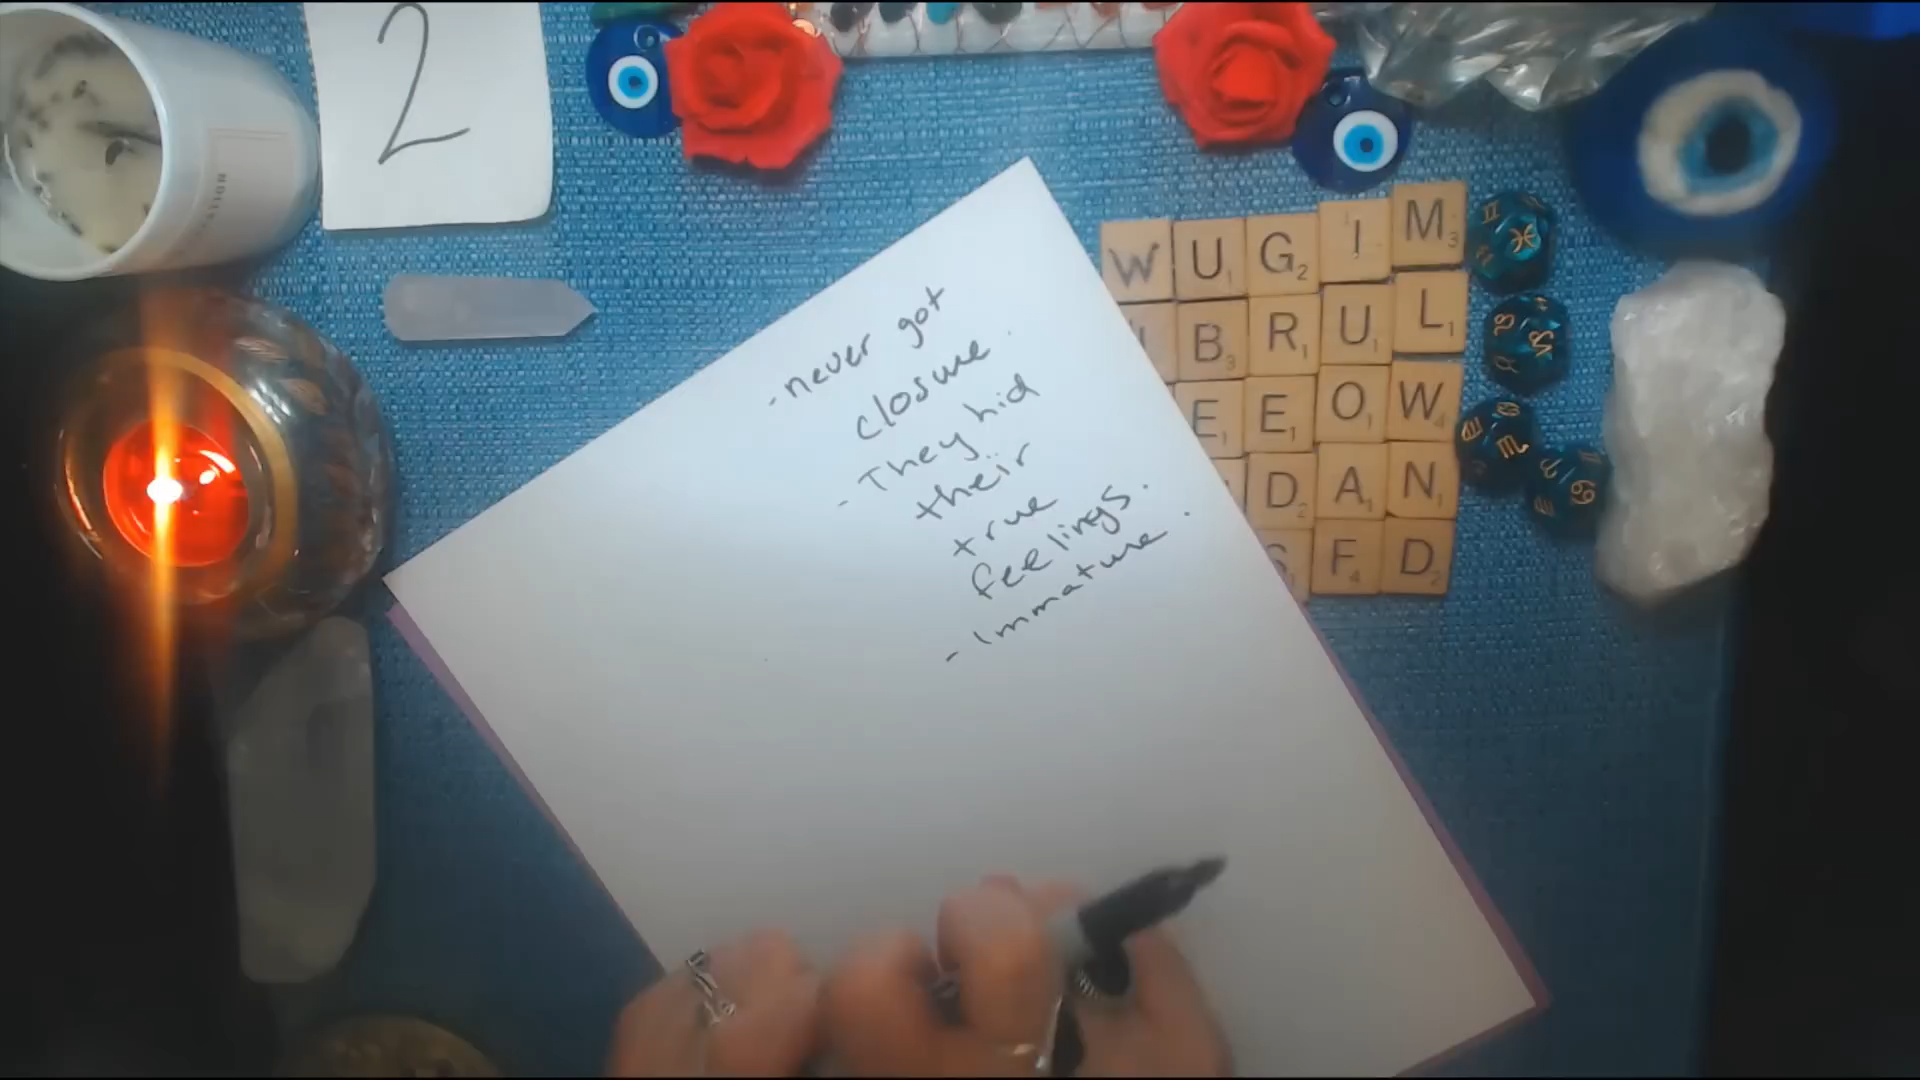 2
- never got
closure.
- They hid
their
true
feelings.
- Immature.
W U G I M
B R U L
E E O W
D A N
S F D